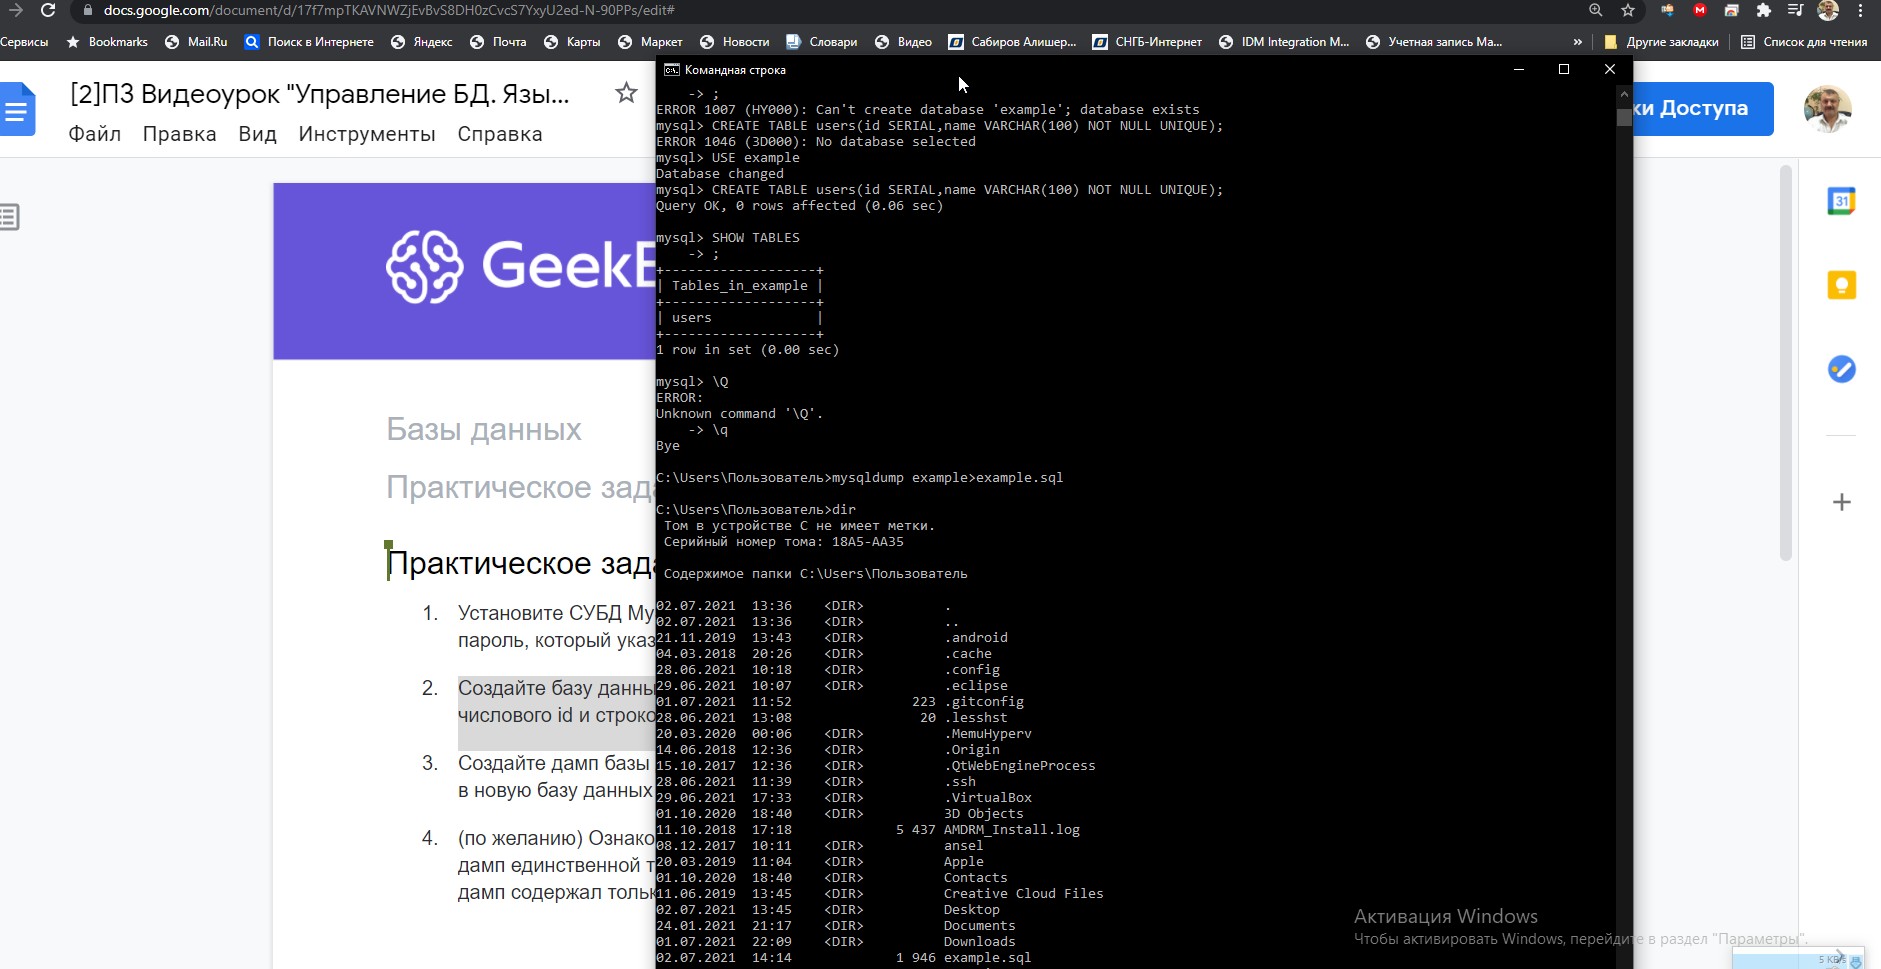 docs.google.com/document/d/17f7mpTKAVNWZjEvBvS8DH0zCvcS7YxyU2ed-N-90PPs/edit#
Сервисы Bookmarks Mail.Ru Поиск в Интернете Яндекс Почта Карты Маркет Новости Словари Видео Сабиров Алишер... СНГБ-Интернет IDM Integration M... Учетная запись Ma... » Другие закладки Список для чтения
[2]ПЗ Видеоурок "Управление БД. Язы...
Файл Правка Вид Инструменты Справка
ки Доступа
31
GeekB
Базы данных
Практическое зада
Практическое зада
1. Установите СУБД Му
пароль, который указ
2. Создайте базу данны
числового id и строко
3. Создайте дамп базы
в новую базу данных
4. (по желанию) Ознако
дамп единственной т
дамп содержал тольк
Командная строка
-> ;
ERROR 1007 (HY000): Can't create database 'example'; database exists
mysql> CREATE TABLE users(id SERIAL,name VARCHAR(100) NOT NULL UNIQUE);
ERROR 1046 (3D000): No database selected
mysql> USE example
Database changed
mysql> CREATE TABLE users(id SERIAL,name VARCHAR(100) NOT NULL UNIQUE);
Query OK, 0 rows affected (0.06 sec)
mysql> SHOW TABLES
-> ;
+-------------------+
| Tables_in_example |
+-------------------+
| users             |
+-------------------+
1 row in set (0.00 sec)
mysql> \Q
ERROR:
Unknown command '\Q'.
-> \q
Bye
C:\Users\Пользователь>mysqldump example>example.sql
C:\Users\Пользователь>dir
Том в устройстве C не имеет метки.
Серийный номер тома: 18A5-AA35
Содержимое папки C:\Users\Пользователь
02.07.2021  13:36    <DIR>          .
02.07.2021  13:36    <DIR>          ..
21.11.2019  13:43    <DIR>          .android
04.03.2018  20:26    <DIR>          .cache
28.06.2021  10:18    <DIR>          .config
29.06.2021  10:07    <DIR>          .eclipse
01.07.2021  11:52               223 .gitconfig
28.06.2021  13:08                20 .lesshst
20.03.2020  00:06    <DIR>          .MemuHyperv
14.06.2018  12:36    <DIR>          .Origin
15.10.2017  12:36    <DIR>          .QtWebEngineProcess
28.06.2021  11:39    <DIR>          .ssh
29.06.2021  17:33    <DIR>          .VirtualBox
01.10.2020  18:40    <DIR>          3D Objects
11.10.2018  17:18             5 437 AMDRM_Install.log
08.12.2017  10:11    <DIR>          ansel
20.03.2019  11:04    <DIR>          Apple
01.10.2020  18:40    <DIR>          Contacts
11.06.2019  13:45    <DIR>          Creative Cloud Files
02.07.2021  13:45    <DIR>          Desktop
24.01.2021  21:17    <DIR>          Documents
01.07.2021  22:09    <DIR>          Downloads
02.07.2021  14:14             1 946 example.sql
Активация Windows
Чтобы активировать Windows, перейдите в раздел "Параметры".